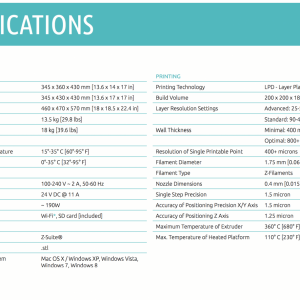 ICATIONS
345 x 360 x 430 mm [13.6 x 14 x 17 in]
345 x 430 x 430 mm [13.6 x 17 x 17 in]
460 x 470 x 570 mm [18 x 18.5 x 22.4 in]
13.5 kg [29.8 lbs]
18 kg [39.6 lbs]
ature
15°-35° C [60°-95° F]
0°-35° C [32°-95° F]
100-240 V ~ 2 A, 50-60 Hz
24 V DC @ 11 A
~ 190W
Wi-Fi*, SD card [included]
Z-Suite®
.stl
em
Mac OS X / Windows XP, Windows Vista,
Windows 7, Windows 8
PRINTING
Printing Technology
LPD - Layer Pla
Build Volume
200 x 200 x 18
Layer Resolution Settings
Advanced: 25-
Standard: 90-4
Wall Thickness
Minimal: 400 m
Optimal: 800+
Resolution of Single Printable Point
400+ microns
Filament Diameter
1.75 mm [0.06
Filament Type
Z-Filaments
Nozzle Dimensions
0.4 mm [0.015
Single Step Precision
1.5 micron
Accuracy of Positioning Precision X/Y Axis
1.5 micron
Accuracy of Positioning Z Axis
1.25 micron
Maximum Temperature of Extruder
360° C [680° F]
Max. Temperature of Heated Platform
110° C [230° F]